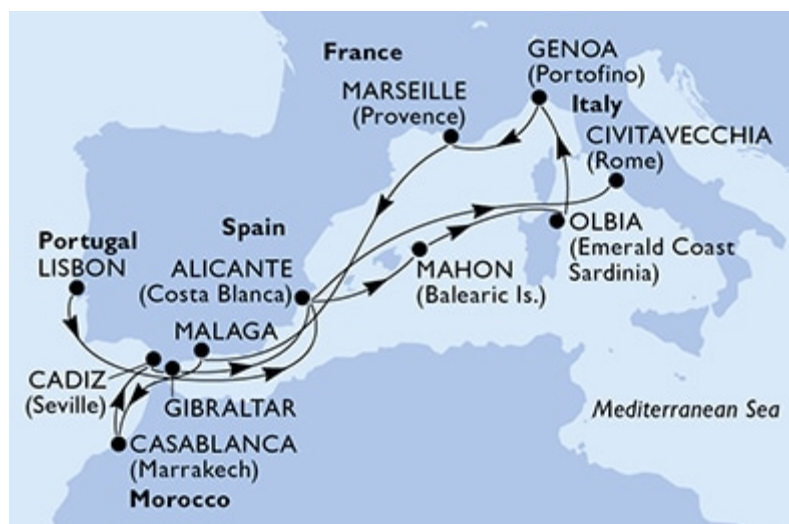 France
GENOA
(Portofino)
MARSEILLE
(Provence)
Italy
CIVITAVECCHIA
(Rome)
Spain
Portugal
LISBON
ALICANTE
(Costa Blanca)
MAHON
(Balearic Is.)
OLBIA
(Emerald Coast
Sardinia)
MALAGA
CADIZ
(Seville)
GIBRALTAR
Mediterranean Sea
CASABLANCA
(Marrakech)
Morocco